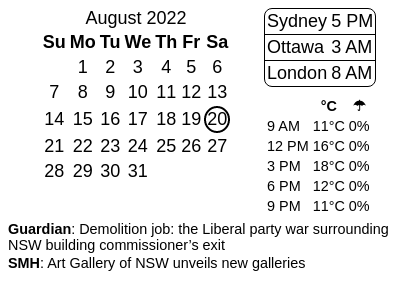 August 2022
Su Mo Tu We Th Fr Sa
1 2 3 4 5 6
7 8 9 10 11 12 13
14 15 16 17 18 19 20
21 22 23 24 25 26 27
28 29 30 31
Sydney 5 PM
Ottawa 3 AM
London 8 AM
°C ☂
9 AM 11°C 0%
12 PM 16°C 0%
3 PM 18°C 0%
6 PM 12°C 0%
9 PM 11°C 0%
Guardian: Demolition job: the Liberal party war surrounding
NSW building commissioner’s exit
SMH: Art Gallery of NSW unveils new galleries